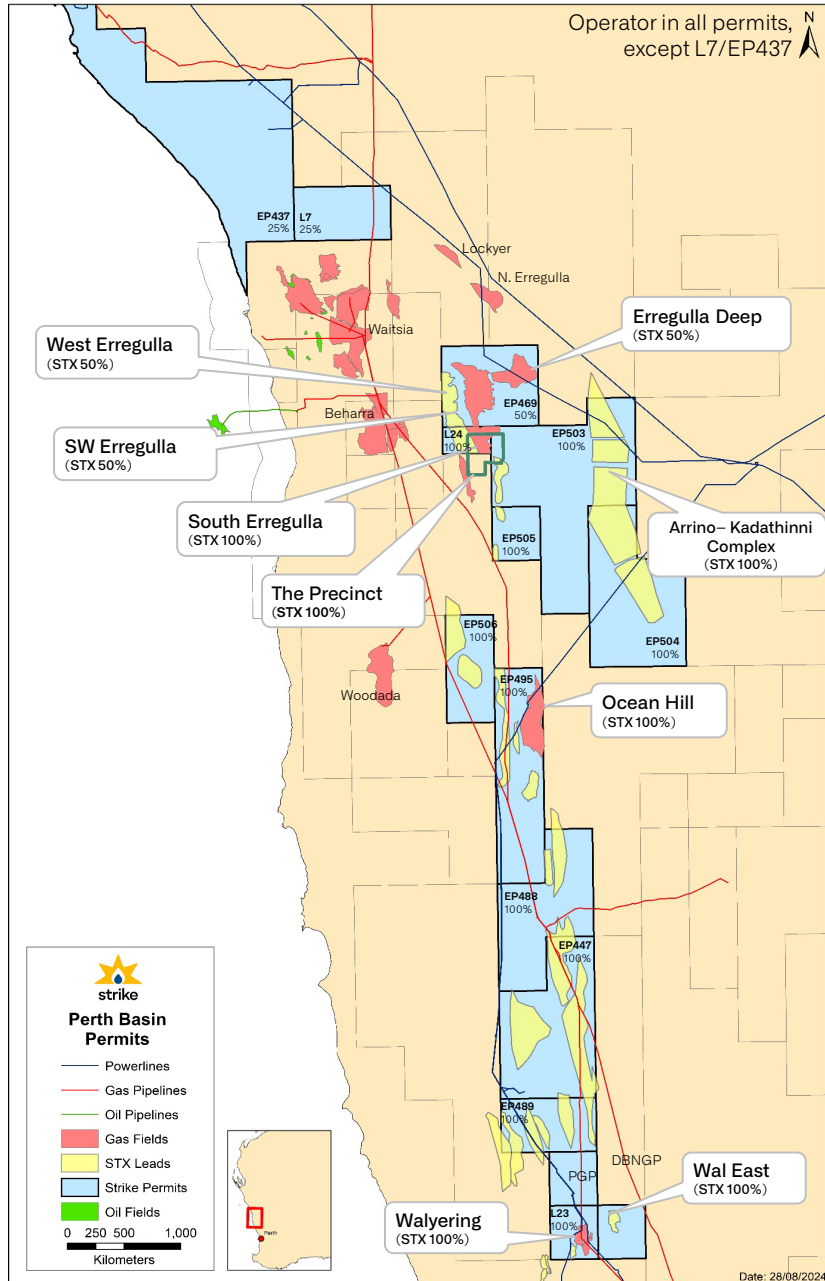 Operator in all permits,
except L7/EP437
N
EP437
25%
L7
25%
Lockyer
N. Erregulla
Waitsia
Erregulla Deep
(STX 50%)
West Erregulla
(STX 50%)
EP469
50%
Beharra
SW Erregulla
(STX 50%)
L24
100%
EP503
100%
South Erregulla
(STX 100%)
Arrino– Kadathinni
Complex
(STX 100%)
EP505
100%
The Precinct
(STX 100%)
EP506
100%
EP504
100%
EP495
100%
Woodada
Ocean Hill
(STX 100%)
EP488
100%
EP447
100%
strike
Perth Basin
Permits
Powerlines
Gas Pipelines
Oil Pipelines
Gas Fields
STX Leads
Strike Permits
Oil Fields
0 250 500 1,000
Kilometers
Perth
EP489
100%
PGP
DBNGP
Wal East
(STX 100%)
L23
100%
Walyering
(STX 100%)
Date: 28/08/2024